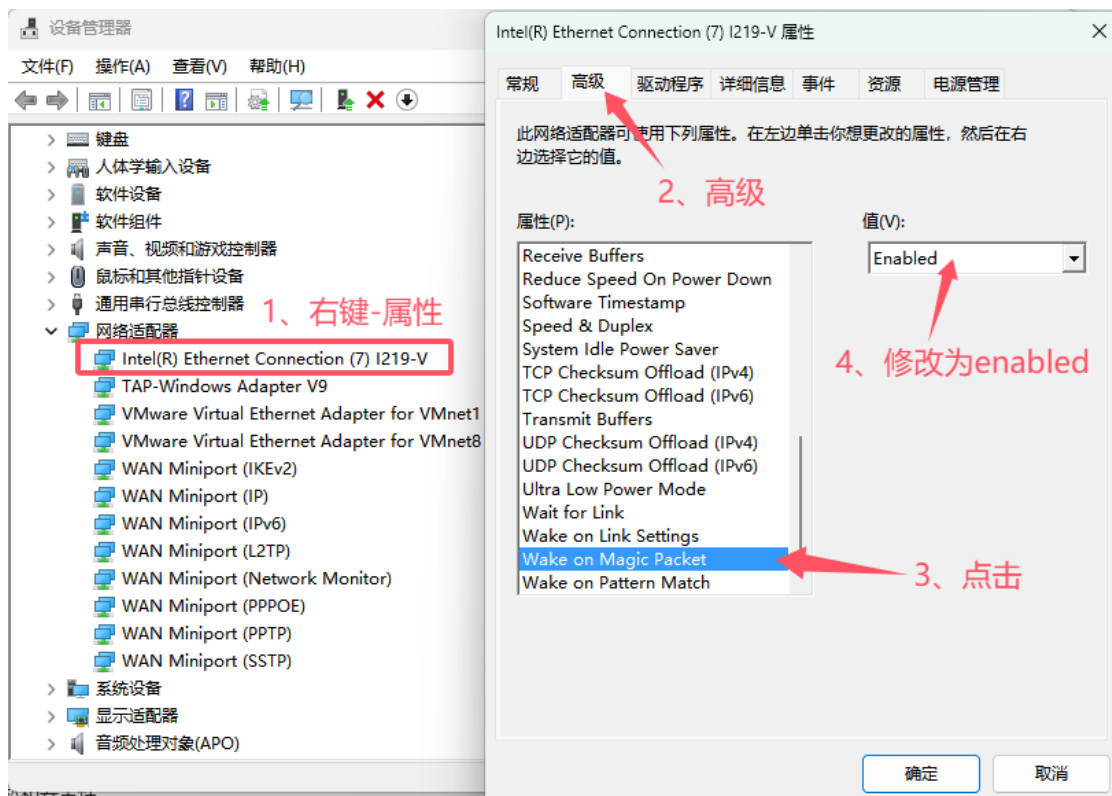 设备管理器
文件(F) 操作(A) 查看(V) 帮助(H)
键盘
人体学输入设备
软件设备
软件组件
声音、视频和游戏控制器
鼠标和其他指针设备
通用串行总线控制器
1、右键-属性
网络适配器
Intel(R) Ethernet Connection (7) I219-V
TAP-Windows Adapter V9
VMware Virtual Ethernet Adapter for VMnet1
VMware Virtual Ethernet Adapter for VMnet8
WAN Miniport (IKEv2)
WAN Miniport (IP)
WAN Miniport (IPv6)
WAN Miniport (L2TP)
WAN Miniport (Network Monitor)
WAN Miniport (PPPOE)
WAN Miniport (PPTP)
WAN Miniport (SSTP)
系统设备
显示适配器
音频处理对象(APO)
Intel(R) Ethernet Connection (7) I219-V 属性
常规 高级 驱动程序 详细信息 事件 资源 电源管理
此网络适配器可使用下列属性。在左边单击你想更改的属性，然后在右
边选择它的值。
2、高级
属性(P):
值(V):
Receive Buffers
Reduce Speed On Power Down
Software Timestamp
Speed & Duplex
System Idle Power Saver
TCP Checksum Offload (IPv4)
TCP Checksum Offload (IPv6)
Transmit Buffers
UDP Checksum Offload (IPv4)
UDP Checksum Offload (IPv6)
Ultra Low Power Mode
Wait for Link
Wake on Link Settings
Wake on Magic Packet
Wake on Pattern Match
Enabled
4、修改为enabled
3、点击
确定 取消